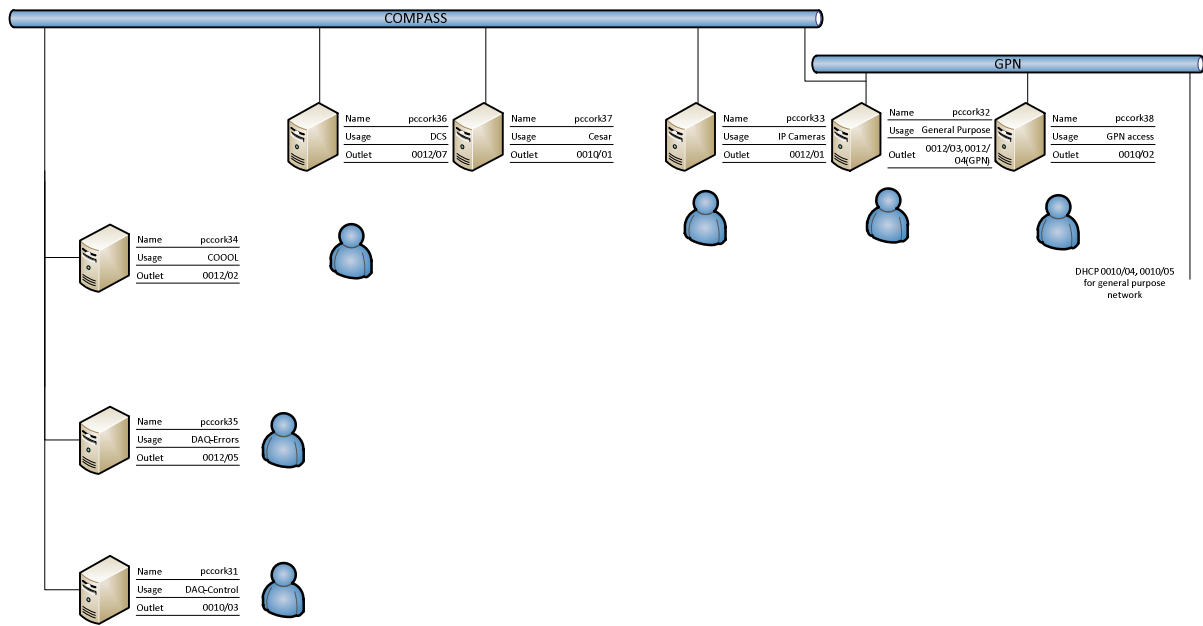 COMPASS
GPN
Name pccork36
Usage DCS
Outlet 0012/07
Name pccork37
Usage Cesar
Outlet 0010/01
Name pccork33
Usage IP Cameras
Outlet 0012/01
Name pccork32
Usage General Purpose
Outlet 0012/03, 0012/
04(GPN)
Name pccork38
Usage GPN access
Outlet 0010/02
Name pccork34
Usage COOOL
Outlet 0012/02
DHCP 0010/04, 0010/05
for general purpose
network
Name pccork35
Usage DAQ-Errors
Outlet 0012/05
Name pccork31
Usage DAQ-Control
Outlet 0010/03